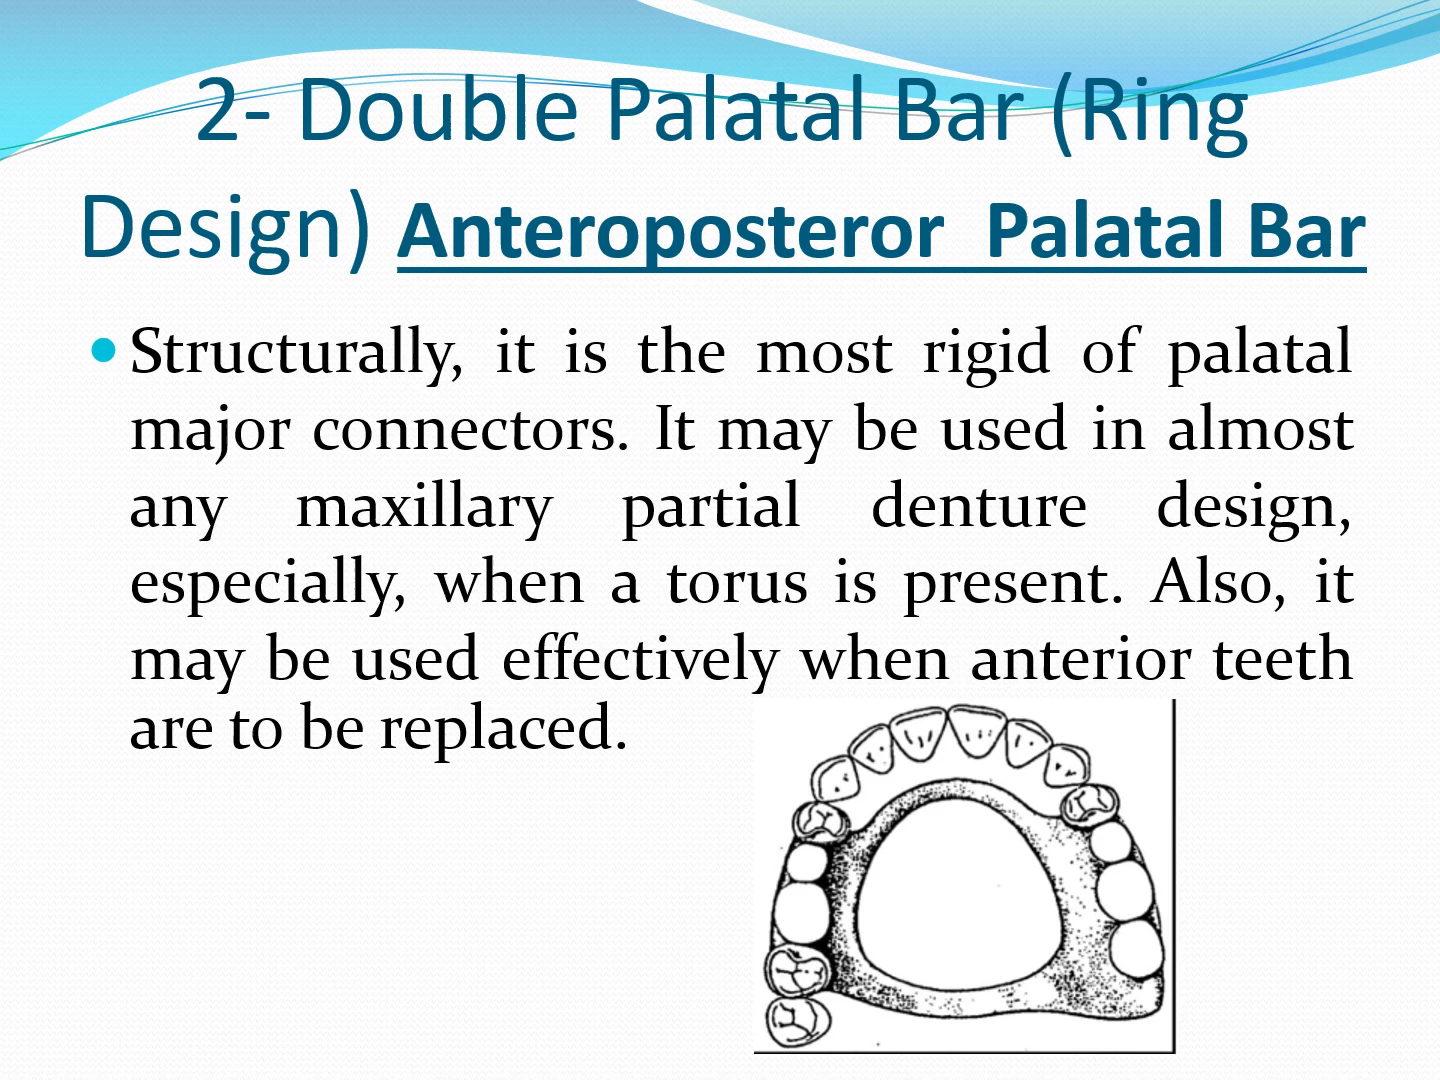 2- Double Palatal Bar (Ring
Design) Anteroposteror Palatal Bar
• Structurally, it is the most rigid of palatal
major connectors. It may be used in almost
any maxillary partial denture design,
especially, when a torus is present. Also, it
may be used effectively when anterior teeth
are to be replaced.